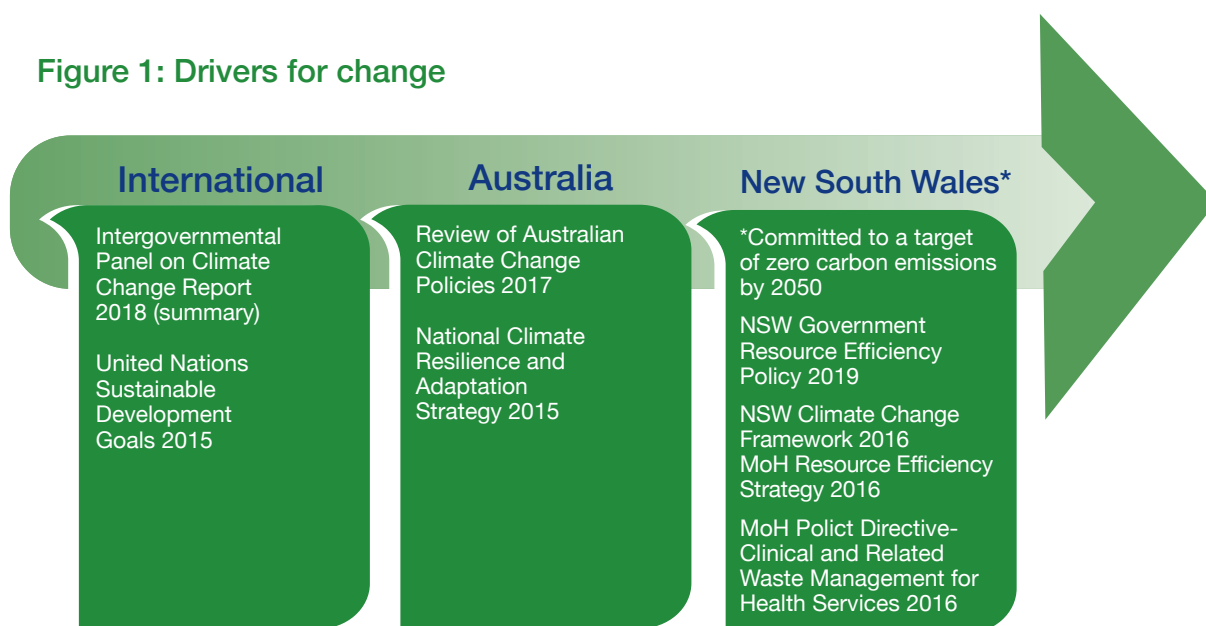 Figure 1: Drivers for change
International
Intergovernmental
Panel on Climate
Change Report
2018 (summary)
United Nations
Sustainable
Development
Goals 2015
Australia
Review of Australian
Climate Change
Policies 2017
National Climate
Resilience and
Adaptation
Strategy 2015
New South Wales*
*Committed to a target
of zero carbon emissions
by 2050
NSW Government
Resource Efficiency
Policy 2019
NSW Climate Change
Framework 2016
MoH Resource Efficiency
Strategy 2016
MoH Polict Directive-
Clinical and Related
Waste Management for
Health Services 2016